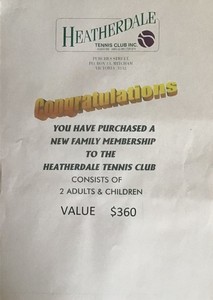 HEATHERDALE
TENNIS CLUB INC.
Congratulations
YOU HAVE PURCHASED A
NEW FAMILY MEMBERSHIP
TO THE
HEATHERDALE TENNIS CLUB
CONSISTS OF
2 ADULTS & CHILDREN
VALUE $360